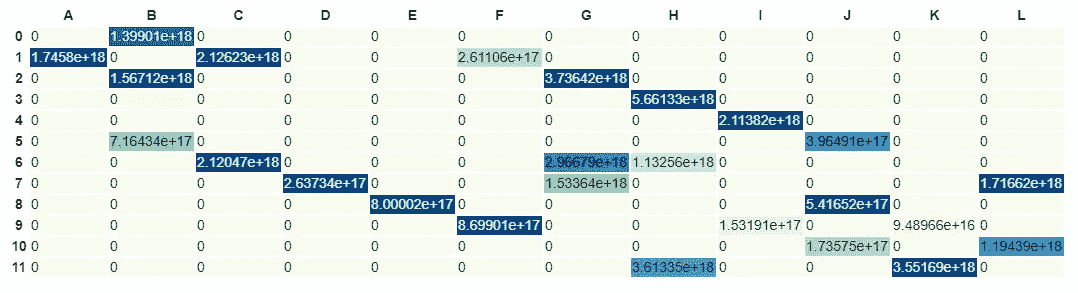 A B C D E F G H I J K L
0 0 1.39901e+18 0 0 0 0 0 0 0 0 0 0
1 1.7458e+18 0 2.12623e+18 0 0 2.61106e+17 0 0 0 0 0 0
2 0 1.56712e+18 0 0 0 0 3.73642e+18 0 0 0 0 0
3 0 0 0 0 0 0 0 5.66133e+18 0 0 0 0
4 0 0 0 0 0 0 0 0 2.11382e+18 0 0 0
5 0 7.16434e+17 0 0 0 0 0 0 0 3.96491e+17 0 0
6 0 0 2.12047e+18 0 0 0 2.96679e+18 1.13256e+18 0 0 0 0
7 0 0 0 2.63734e+17 0 0 1.53364e+18 0 0 0 0 1.71662e+18
8 0 0 0 0 8.00002e+17 0 0 0 0 5.41652e+17 0 0
9 0 0 0 0 0 8.69901e+17 0 0 1.53191e+17 0 9.48966e+16 0
10 0 0 0 0 0 0 0 0 0 1.73575e+17 0 1.19439e+18
11 0 0 0 0 0 0 0 3.61335e+18 0 0 3.55169e+18 0